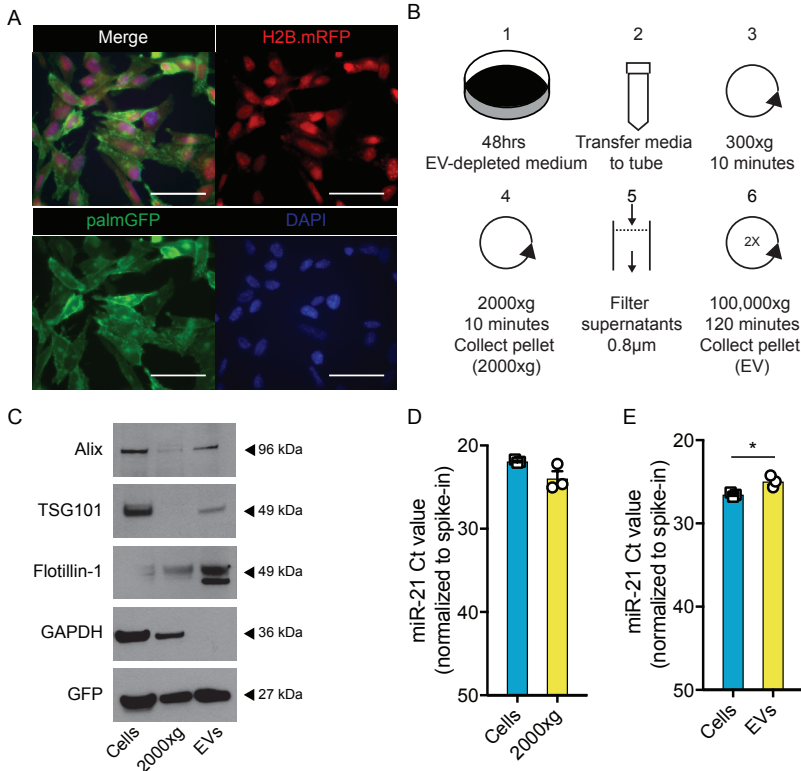 A
Merge
H2B.mRFP
palmGFP
DAPI
B
1
2
3
48hrs
EV-depleted medium
Transfer media
to tube
300xg
10 minutes
4
5
6
2X
2000xg
10 minutes
Collect pellet
(2000xg)
Filter
supernatants
0.8µm
100,000xg
120 minutes
Collect pellet
(EV)
C
Alix
96 kDa
TSG101
49 kDa
Flotillin-1
49 kDa
GAPDH
36 kDa
GFP
27 kDa
Cells
2000xg
EVs
D
miR-21 Ct value
(normalized to spike-in)
20
30
40
50
Cells
2000xg
E
miR-21 Ct value
(normalized to spike-in)
20
30
40
50
*
Cells
EVs